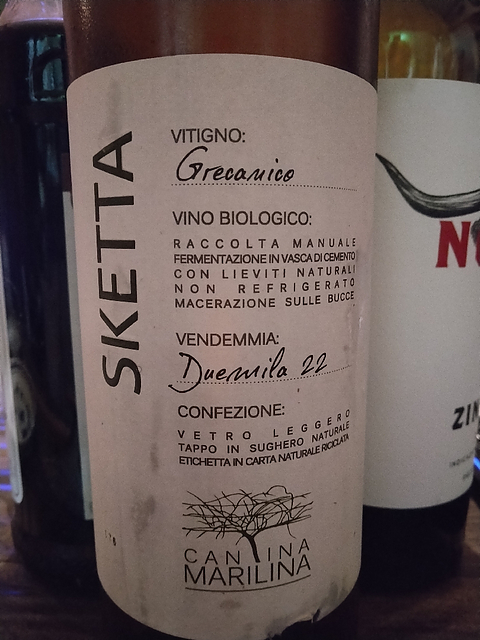 SKETTA
VITIGNO:
Grecanico
VINO BIOLOGICO:
RACCOLTA MANUALE
FERMENTAZIONE IN VASCA DI CEMENTO
CON LIEVITI NATURALI
NON REFRIGERATO
MACERAZIONE SULLE BUCCE
VENDEMMIA:
Duemila 22
CONFEZIONE:
VETRO LEGGERO
TAPPO IN SUGHERO NATURALE
ETICHETTA IN CARTA NATURALE RICICLATA
CANTINA
MARILINA